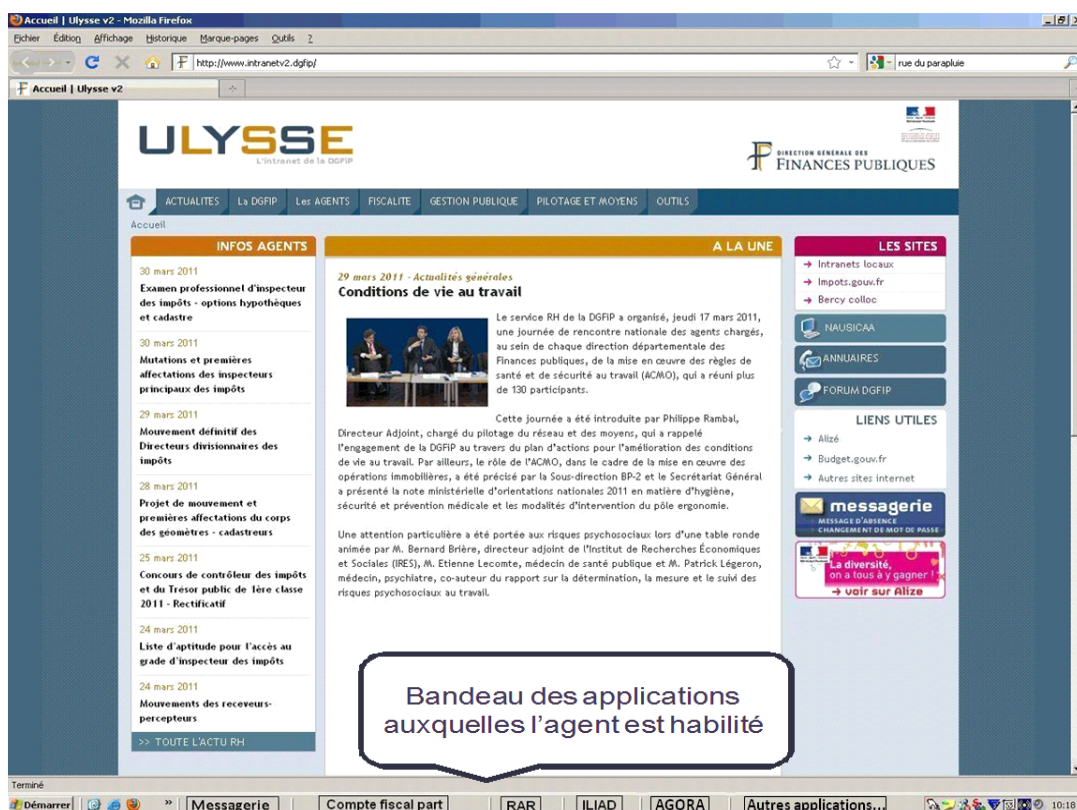 Accueil | Ulysse v2 - Mozilla Firefox
Fichier Édition Affichage Historique Marque-pages Outils ?
http://www.intranetv2.dgfip/
rue du parapluie
Accueil | Ulysse v2
ULYSSE
L'intranet de la DGFiP
DIRECTION GÉNÉRALE DES
FINANCES PUBLIQUES
ACTUALITES La DGFIP Les AGENTS FISCALITE GESTION PUBLIQUE PILOTAGE ET MOYENS OUTILS
Accueil
INFOS AGENTS
30 mars 2011
Examen professionnel d'inspecteur
des impôts - options hypothèques
et cadastre
30 mars 2011
Mutations et premières
affectations des inspecteurs
principaux des impôts
29 mars 2011
Mouvement définitif des
Directeurs divisionnaires des
impôts
28 mars 2011
Projet de mouvement et
premières affectations du corps
des géomètres - cadastreurs
25 mars 2011
Concours de contrôleur des impôts
et du Trésor public de 1ère classe
2011 - Rectificatif
24 mars 2011
Liste d'aptitude pour l'accès au
grade d'inspecteur des impôts
24 mars 2011
Mouvements des receveurs-
percepteurs
>> TOUTE L'ACTU RH
A LA UNE
29 mars 2011 - Actualités générales
Conditions de vie au travail
Le service RH de la DGFiP a organisé, jeudi 17 mars 2011,
une journée de rencontre nationale des agents chargés,
au sein de chaque direction départementale des
Finances publiques, de la mise en œuvre des règles de
santé et de sécurité au travail (ACMO), qui a réuni plus
de 130 participants.
Cette journée a été introduite par Philippe Rambal,
Directeur Adjoint, chargé du pilotage du réseau et des moyens, qui a rappelé
l'engagement de la DGFiP au travers du plan d'actions pour l'amélioration des conditions
de vie au travail. Par ailleurs, le rôle de l'ACMO, dans le cadre de la mise en œuvre des
opérations immobilières, a été précisé par la Sous-direction BP-2 et le Secrétariat Général
a présenté la note ministérielle d'orientations nationales 2011 en matière d'hygiène,
sécurité et prévention médicale et les modalités d'intervention du pôle ergonomie.
Une attention particulière a été portée aux risques psychosociaux lors d'une table ronde
animée par M. Bernard Brière, directeur adjoint de l'Institut de Recherches Économiques
et Sociales (IRES), M. Etienne Lecomte, médecin de santé publique et M. Patrick Légeron,
médecin, psychiatre, co-auteur du rapport sur la détermination, la mesure et le suivi des
risques psychosociaux au travail.
LES SITES
Intranets locaux
Impots.gouv.fr
Bercy colloc
NAUSICAA
ANNUAIRES
FORUM DGFIP
LIENS UTILES
Alizé
Budget.gouv.fr
Autres sites internet
messagerie
MESSAGE D'ABSENCE
CHANGEMENT DE MOT DE PASSE
La diversité,
on a tous à y gagner !
voir sur Alize
Bandeau des applications
auxquelles l'agent est habilité
Terminé
Démarrer » Messagerie Compte fiscal part RAR ILIAD AGORA Autres applications... 10:18